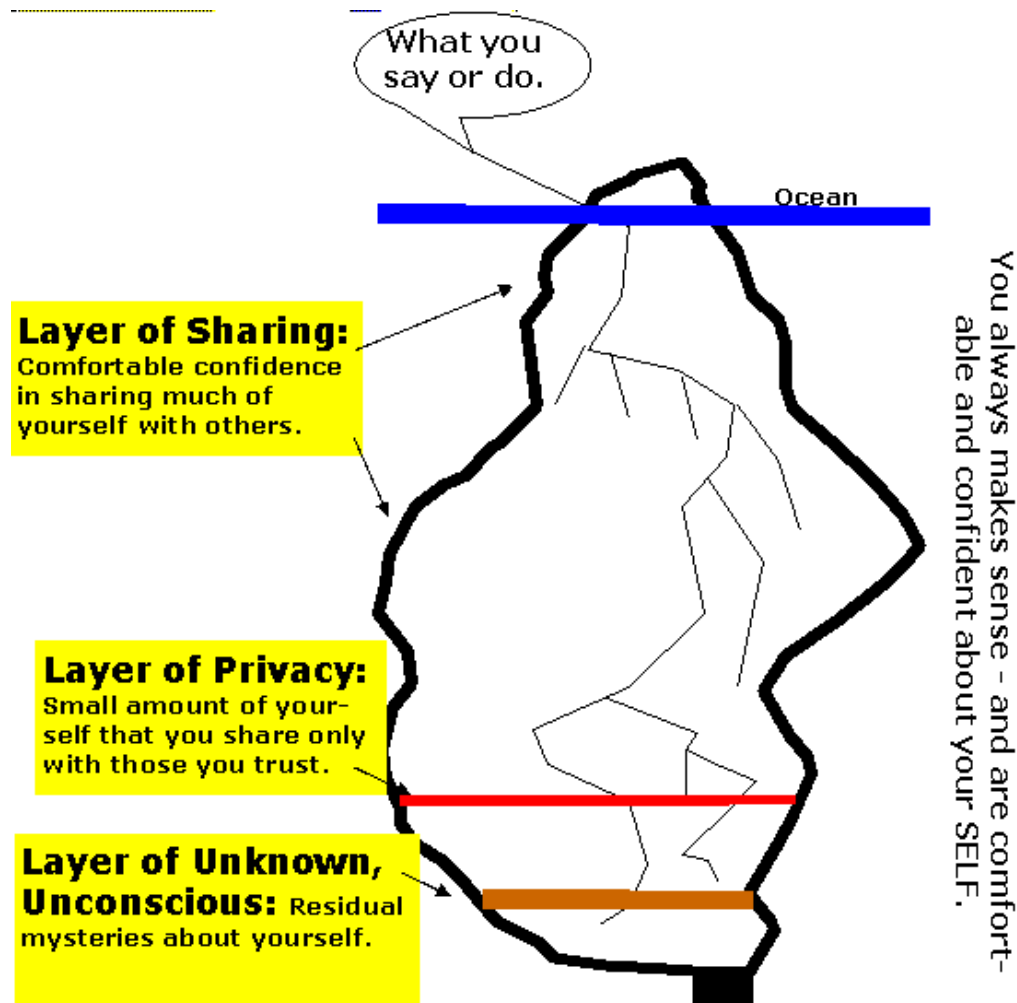 What you
say or do.
Ocean
Layer of Sharing:
Comfortable confidence
in sharing much of
yourself with others.
Layer of Privacy:
Small amount of your-
self that you share only
with those you trust.
Layer of Unknown,
Unconscious: Residual
mysteries about yourself.
You always makes sense - and are comfort-
able and confident about your SELF.